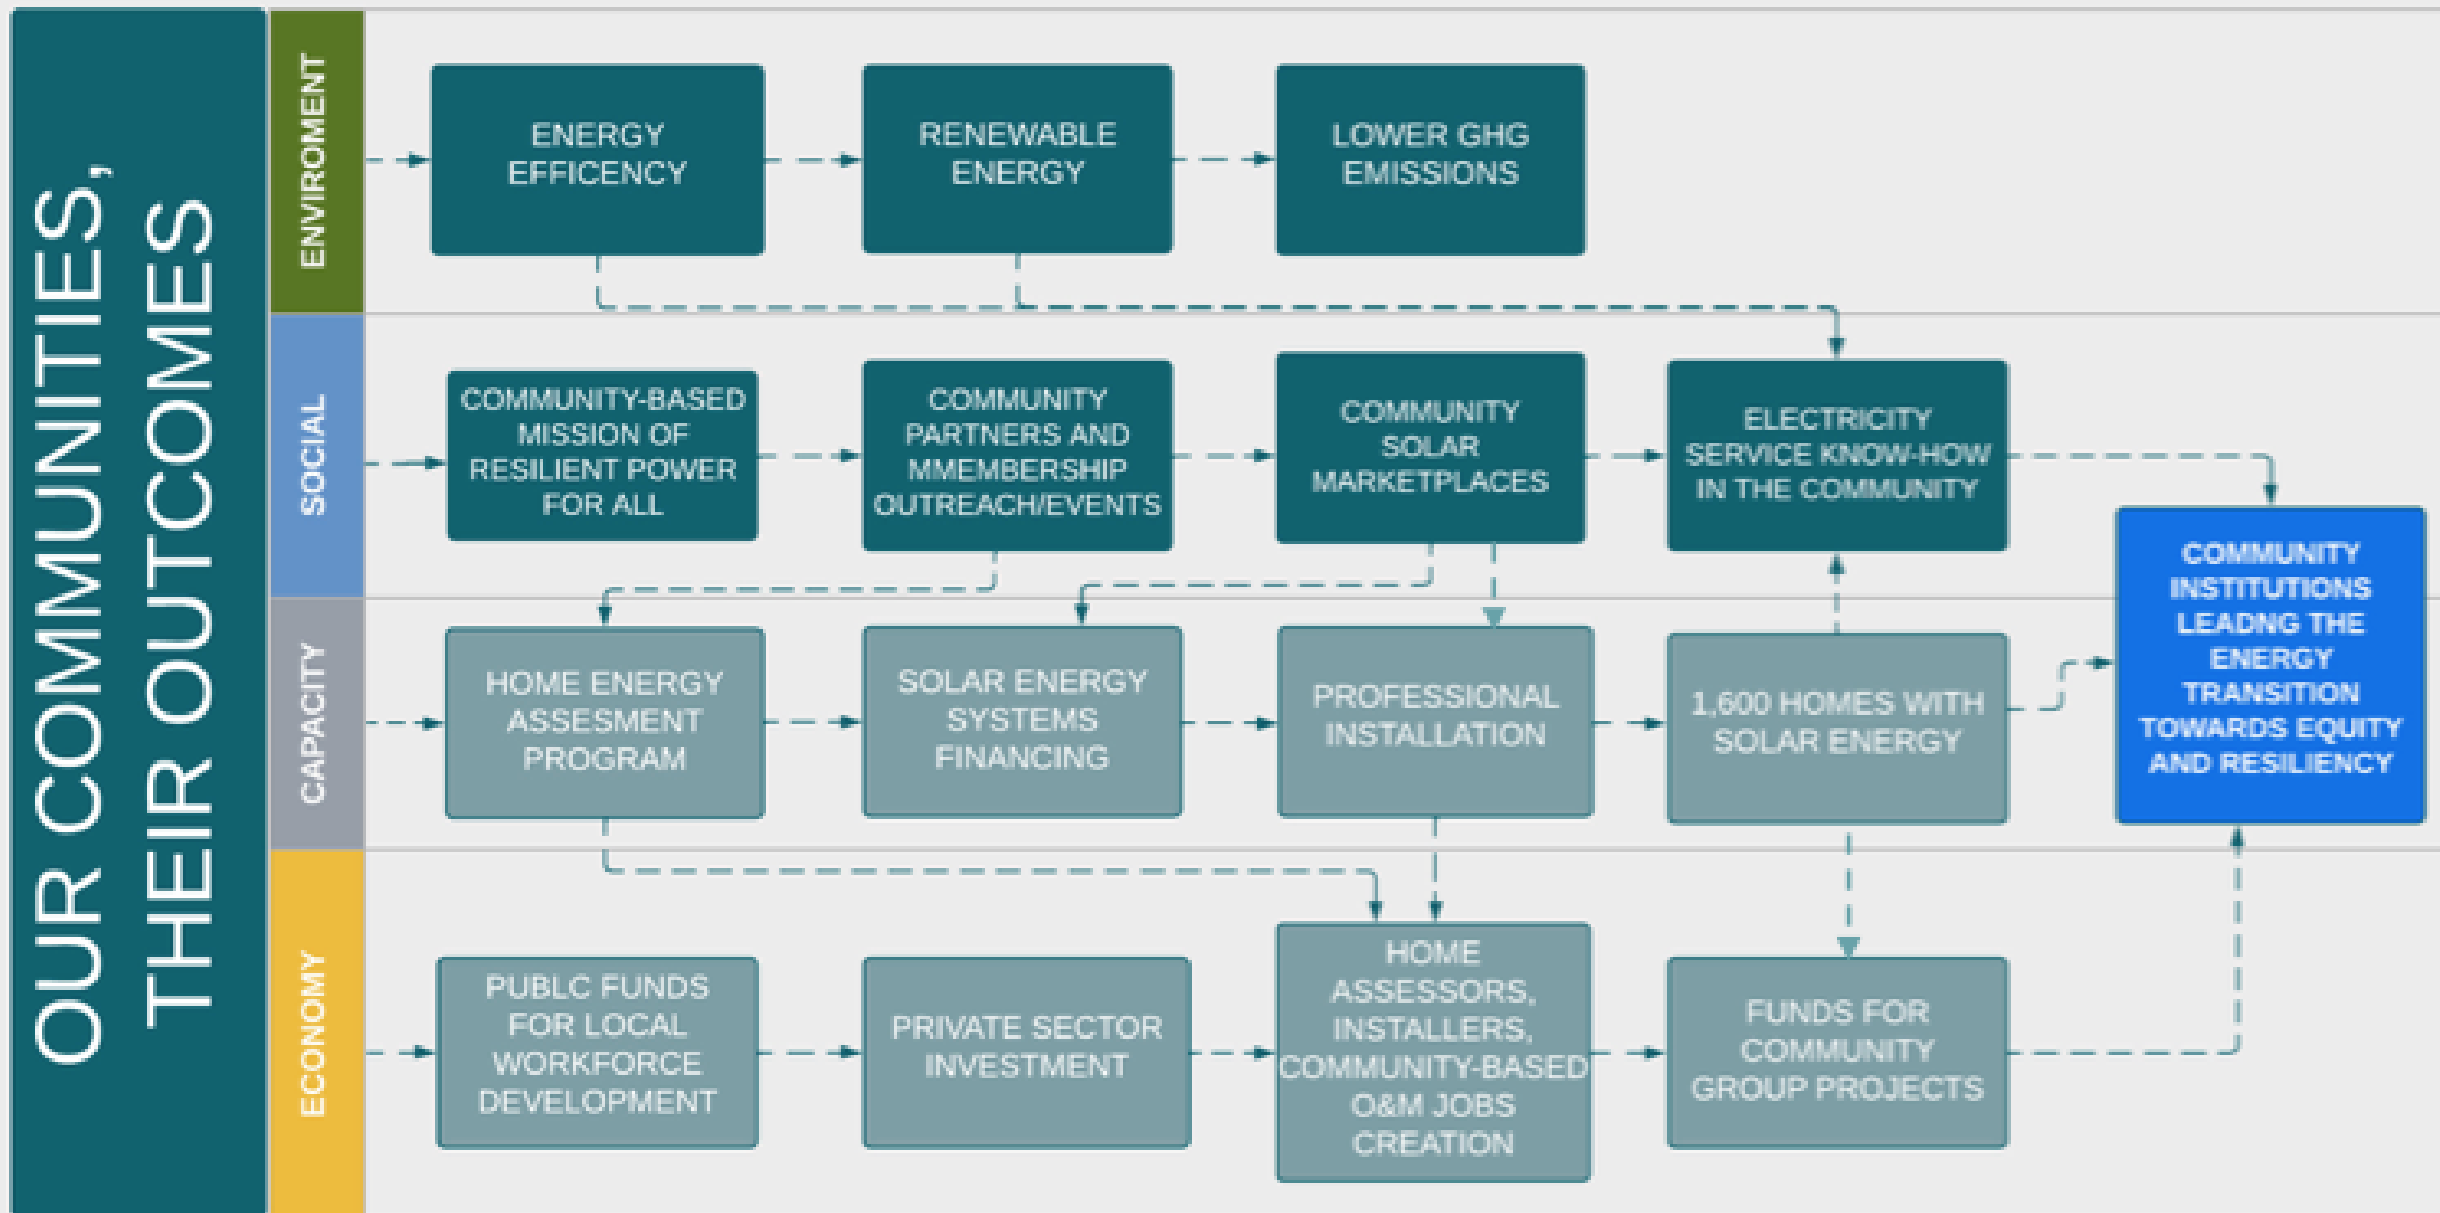 OUR COMMUNITIES,
THEIR OUTCOMES
ENVIROMENT
ENERGY
EFFICENCY
RENEWABLE
ENERGY
LOWER GHG
EMISSIONS
SOCIAL
COMMUNITY-BASED
MISSION OF
RESILIENT POWER
FOR ALL
COMMUNITY
PARTNERS AND
MMEMBERSHIP
OUTREACH/EVENTS
COMMUNITY
SOLAR
MARKETPLACES
ELECTRICITY
SERVICE KNOW-HOW
IN THE COMMUNITY
COMMUNITY
INSTITUTIONS
LEADNG THE
ENERGY
TRANSITION
TOWARDS EQUITY
AND RESILIENCY
CAPACITY
HOME ENERGY
ASSESMENT
PROGRAM
SOLAR ENERGY
SYSTEMS
FINANCING
PROFESSIONAL
INSTALLATION
1,600 HOMES WITH
SOLAR ENERGY
ECONOMY
PUBLC FUNDS
FOR LOCAL
WORKFORCE
DEVELOPMENT
PRIVATE SECTOR
INVESTMENT
HOME
ASSESSORS,
INSTALLERS,
COMMUNITY-BASED
O&M JOBS
CREATION
FUNDS FOR
COMMUNITY
GROUP PROJECTS